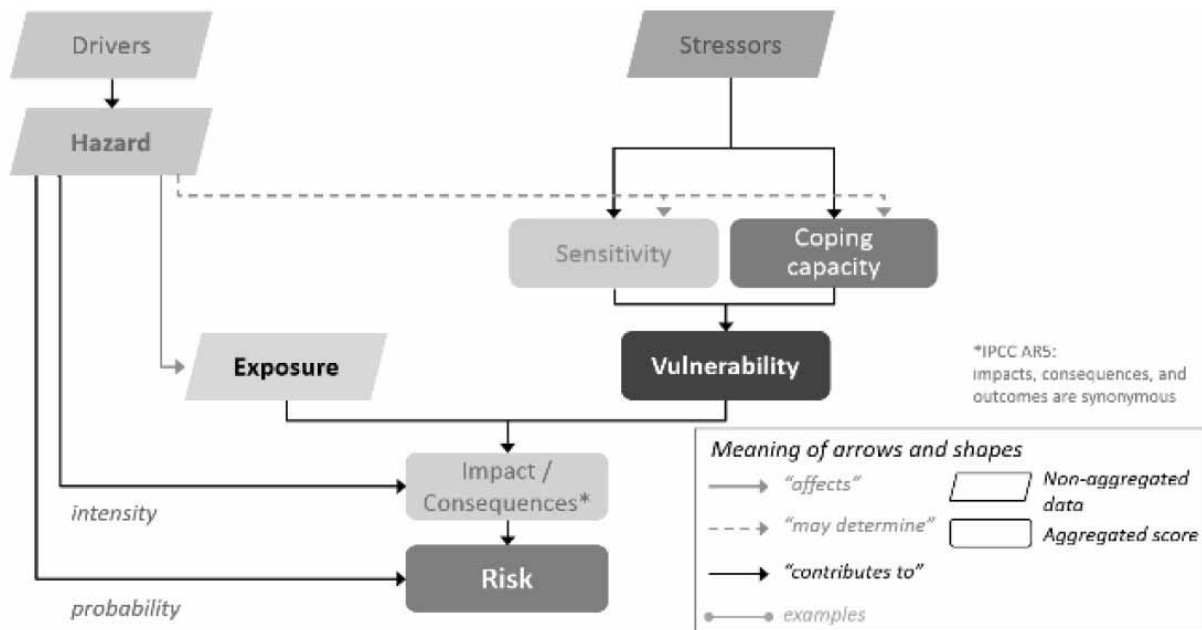 Drivers
Stressors
Hazard
Sensitivity
Coping
capacity
Exposure
Vulnerability
*IPCC AR5:
impacts, consequences, and
outcomes are synonymous
Impact /
Consequences*
intensity
Risk
probability
Meaning of arrows and shapes
"affects"
Non-aggregated
data
"may determine"
Aggregated score
"contributes to"
examples